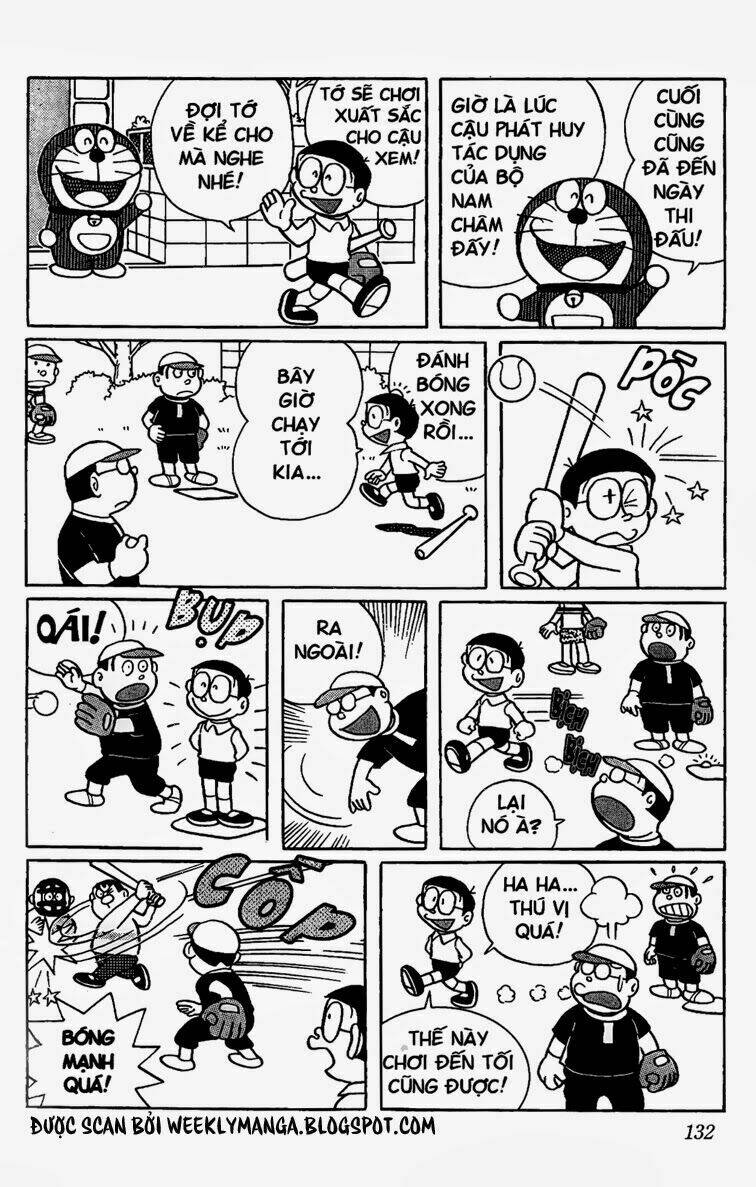 CUỐI
CÙNG
CŨNG
ĐÃ ĐẾN
NGÀY
THI
ĐẤU!
GIỜ LÀ LÚC
CẬU PHÁT HUY
TÁC DỤNG
CỦA BỘ
NAM
CHÂM
ĐẤY!
TỚ SẼ CHƠI
XUẤT SẮC
CHO CẬU
XEM!
ĐỢI TỚ
VỀ KỂ CHO
MÀ NGHE
NHÉ!
PÒC
ĐÁNH
BÓNG
XONG
RỒI...
BÂY
GIỜ
CHẠY
TỚI
KIA...
BỊCH
BỊCH
LẠI
NÓ À?
RA
NGOÀI!
BỤP
QÁI!
HA HA...
THÚ VỊ
QUÁ!
THẾ NÀY
CHƠI ĐẾN TỐI
CŨNG ĐƯỢC!
CỐP
BÓNG
MẠNH
QUÁ!
ĐƯỢC SCAN BỞI WEEKLYMANGA.BLOGSPOT.COM
132